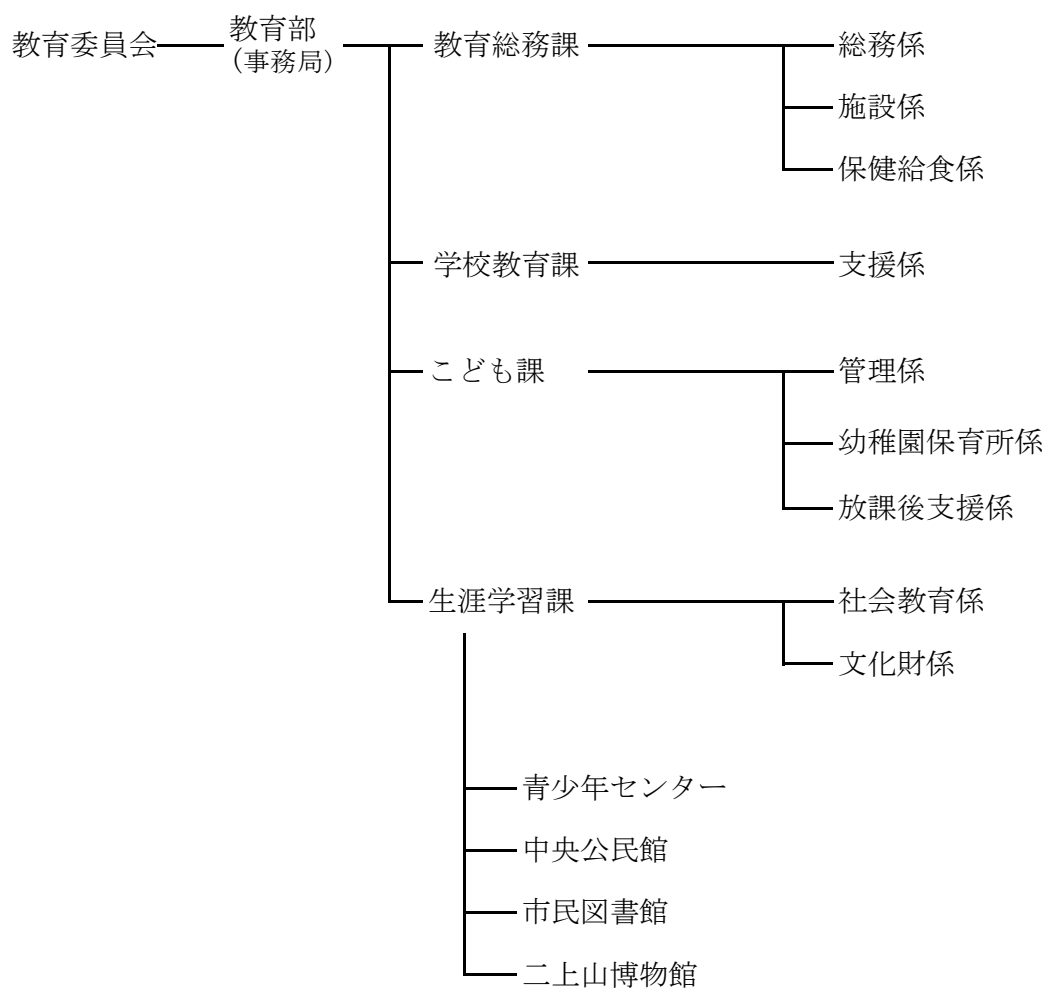 教育委員会
教育部
（事務局）
教育総務課
総務係
施設係
保健給食係
学校教育課
支援係
こども課
管理係
幼稚園保育所係
放課後支援係
生涯学習課
社会教育係
文化財係
青少年センター
中央公民館
市民図書館
二上山博物館